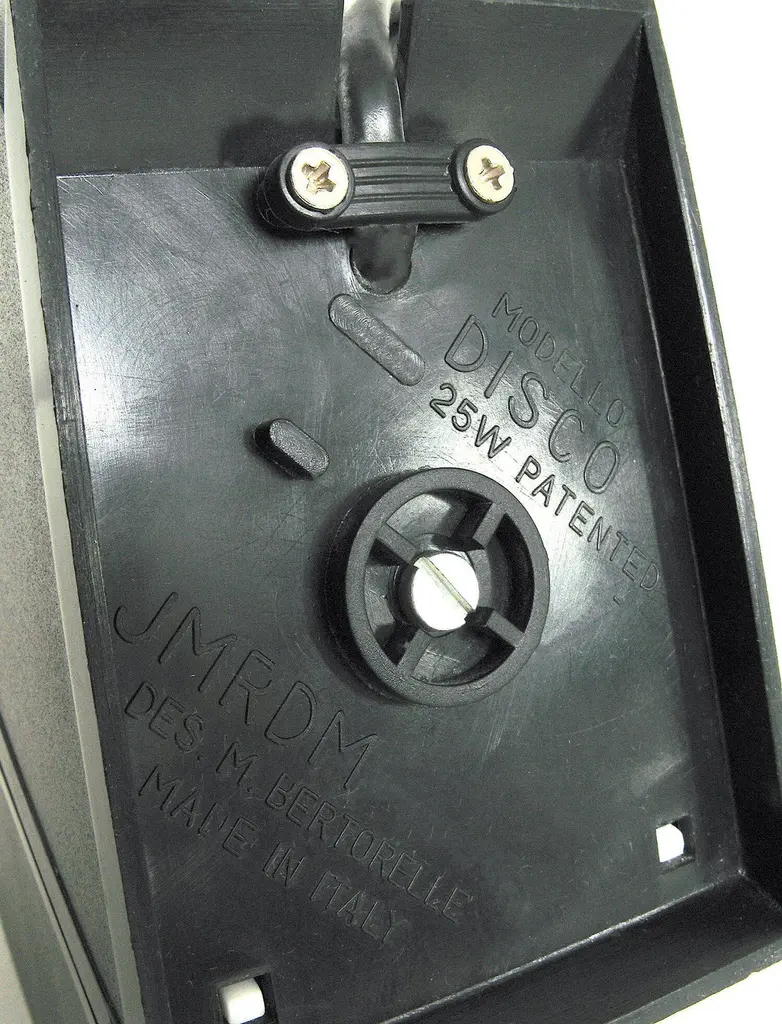 MODELLO
DISCO
25W PATENTED
JMRDM
DES. M. BERTORELLE
MADE IN ITALY